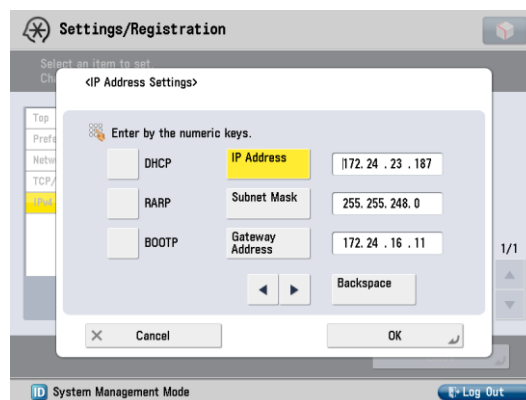 Settings/Registration
Select an item to set.
Ch
<IP Address Settings>
Top
Prefe
Netw
TCP/
IPv4
Enter by the numeric keys.
DHCP
IP Address
172. 24 . 23 . 187
RARP
Subnet Mask
255. 255. 248. 0
BOOTP
Gateway
Address
172. 24 . 16 . 11
1/1
Backspace
Cancel
OK
ID System Management Mode
Log Out